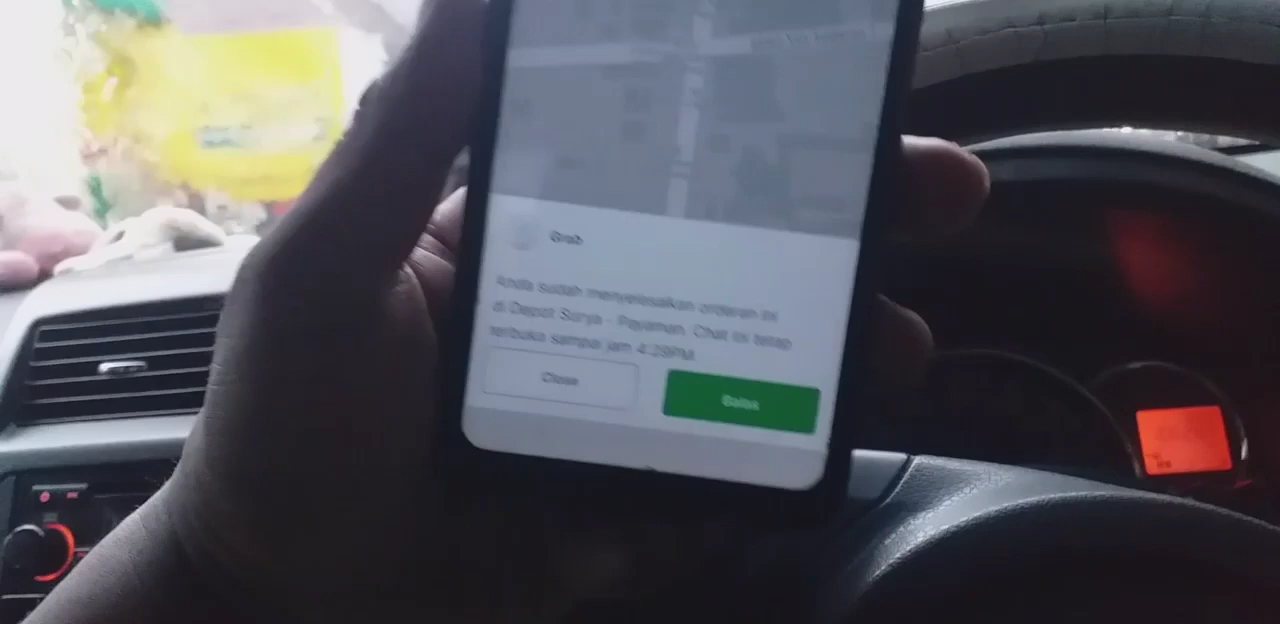 Grab
Anda sudah menyelesaikan orderan ini
di Depot Surya - Payaman. Chat ini tetap
terbuka sampai jam 4:29PM.
Close
Balas